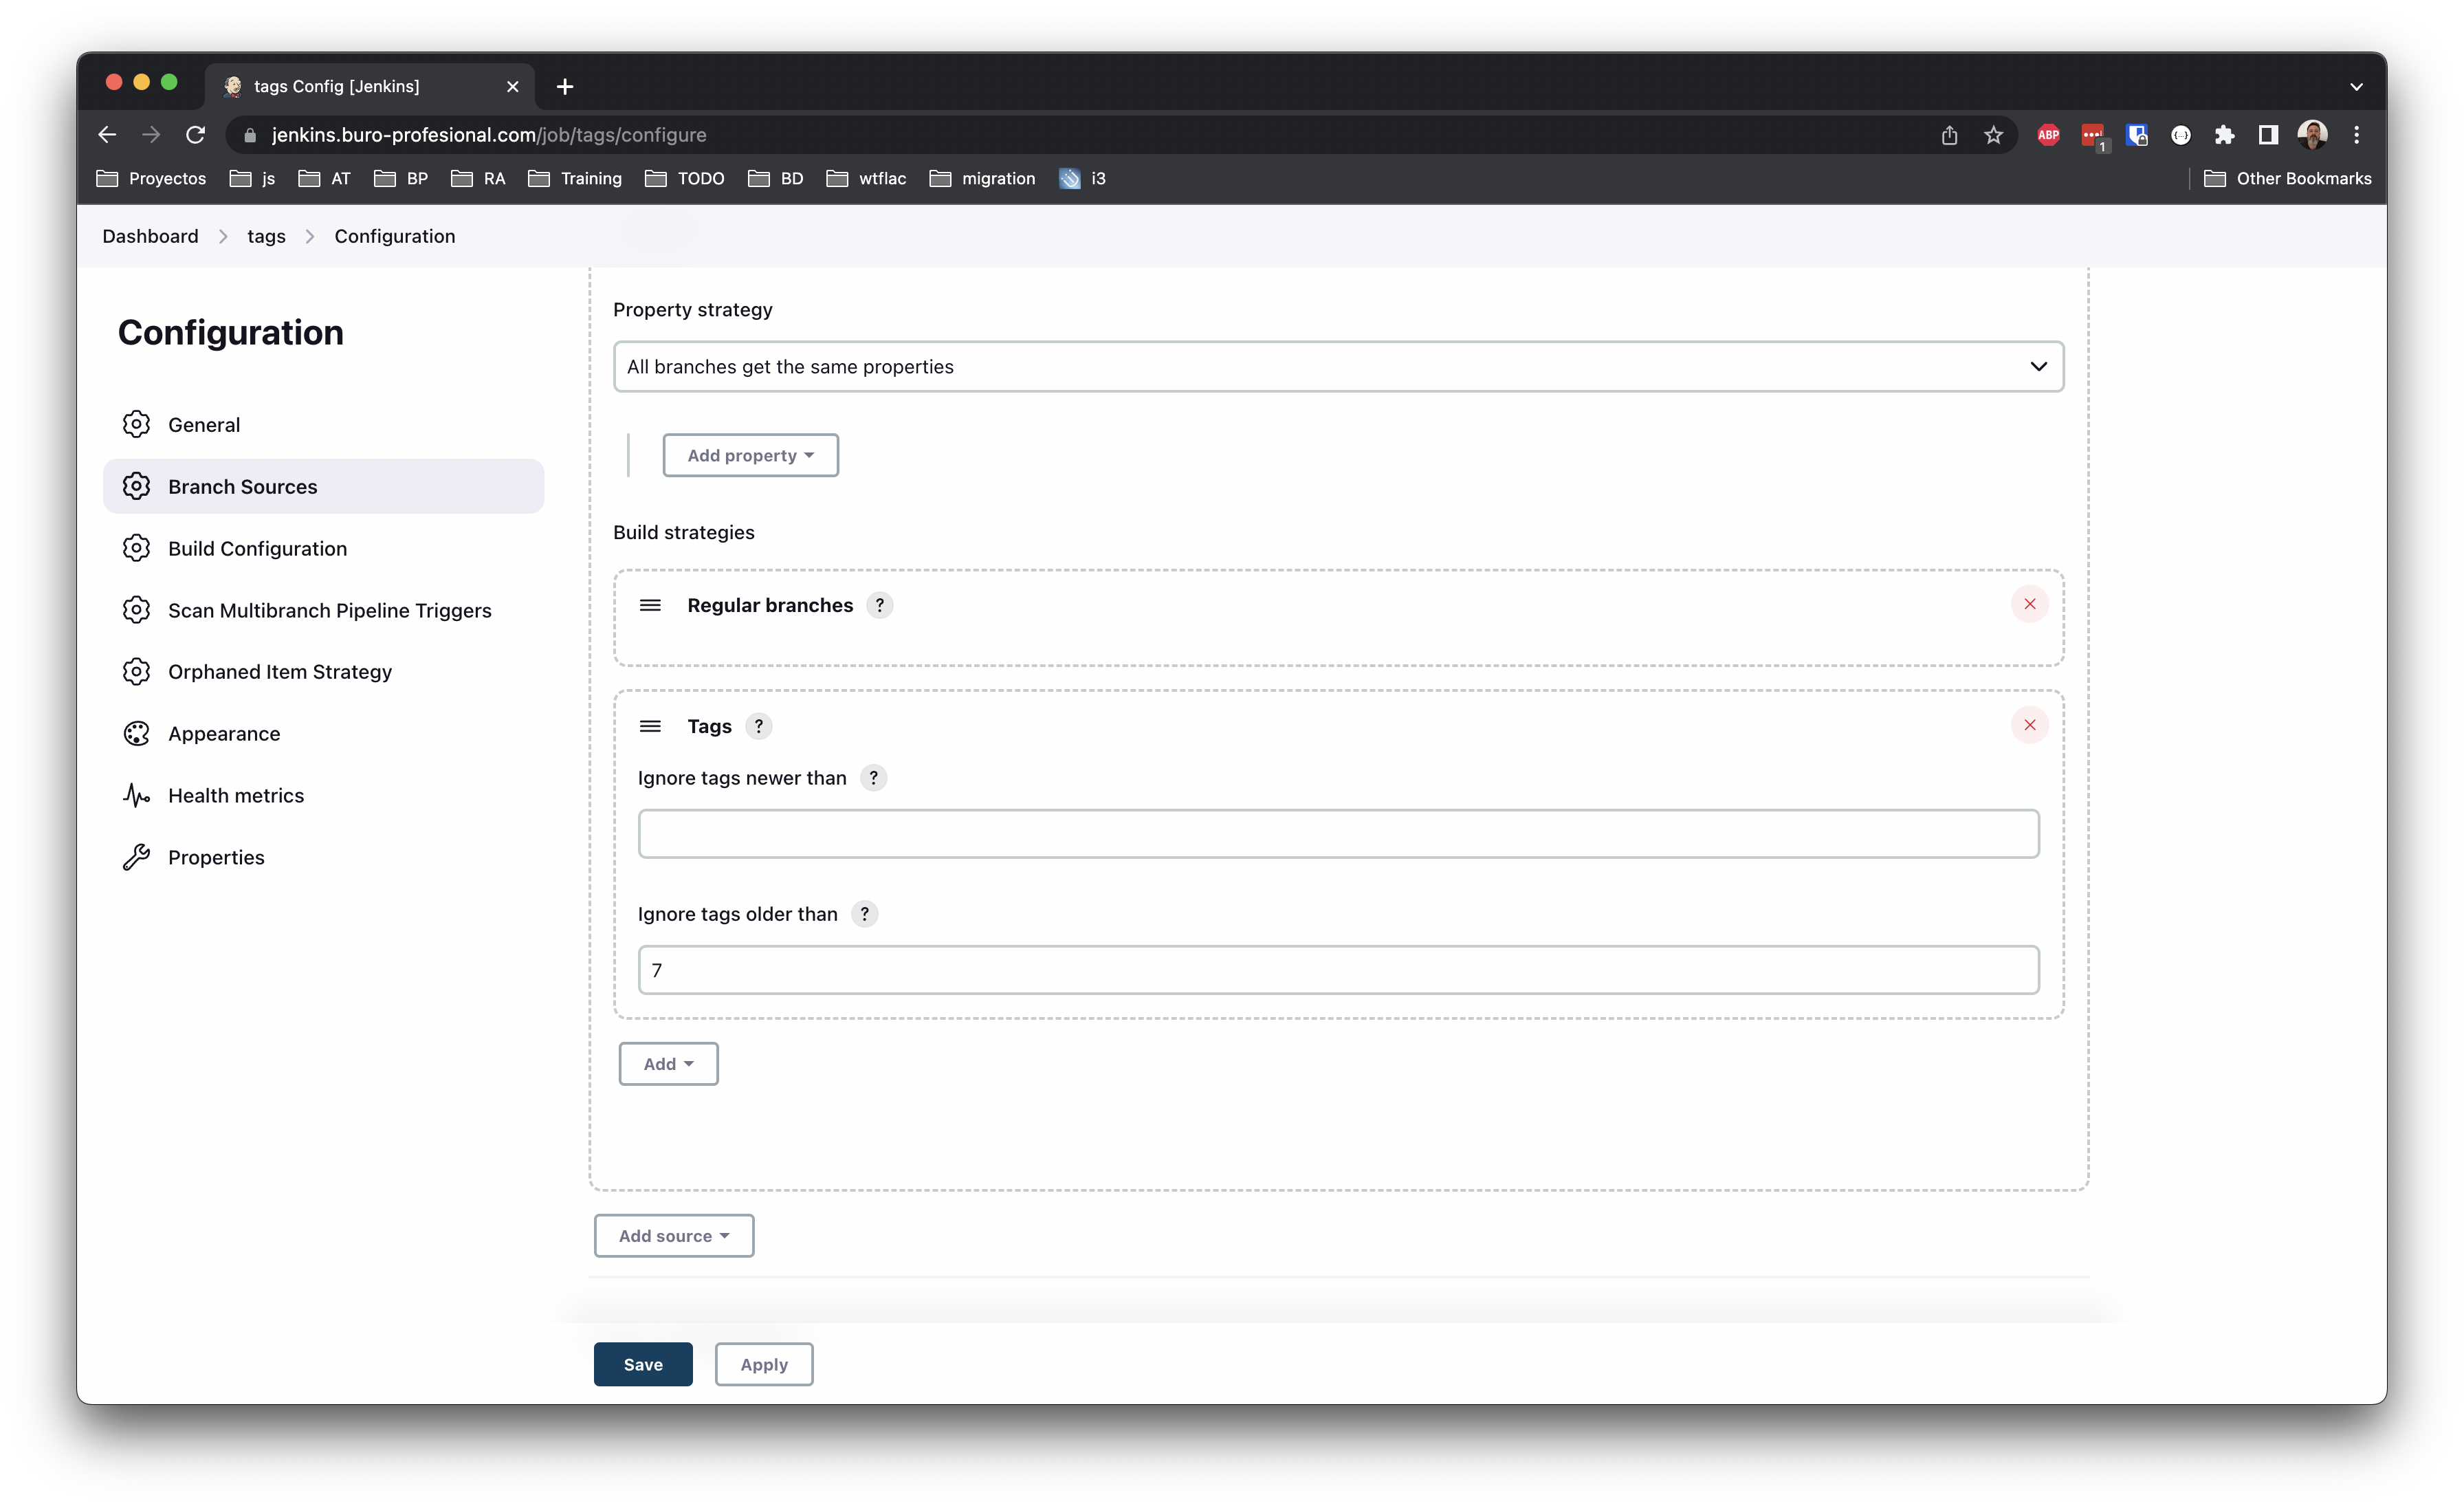 tags Config [Jenkins]
jenkins.buro-profesional.com/job/tags/configure
ABP
1
Proyectos js AT BP RA Training TODO BD wtflac migration i3 Other Bookmarks
Dashboard tags Configuration
Configuration
General
Branch Sources
Build Configuration
Scan Multibranch Pipeline Triggers
Orphaned Item Strategy
Appearance
Health metrics
Properties
Property strategy
All branches get the same properties
Add property
Build strategies
Regular branches ?
Tags ?
Ignore tags newer than ?
Ignore tags older than ?
7
Add
Add source
Save Apply